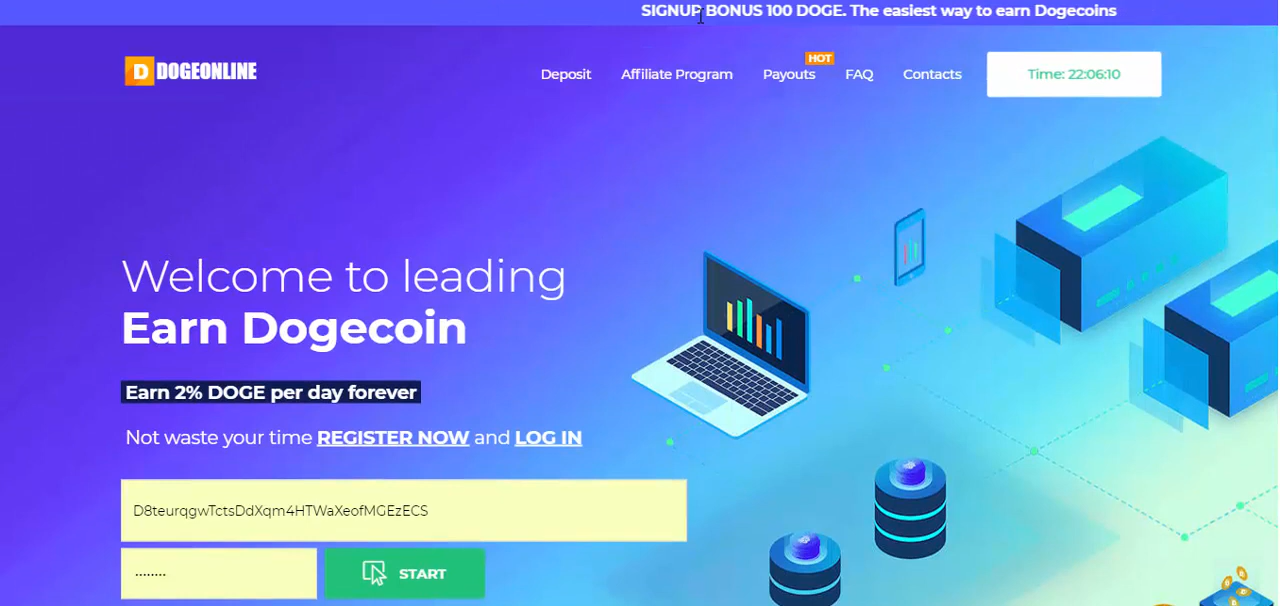 SIGNUP BONUS 100 DOGE. The easiest way to earn Dogecoins
D DOGEONLINE
Deposit Affiliate Program Payouts HOT FAQ Contacts Time: 22:06:10
Welcome to leading
Earn Dogecoin
Earn 2% DOGE per day forever
Not waste your time REGISTER NOW and LOG IN
D8teurqgwTctsDdXqm4HTWaXeofMGEzECS
........
START